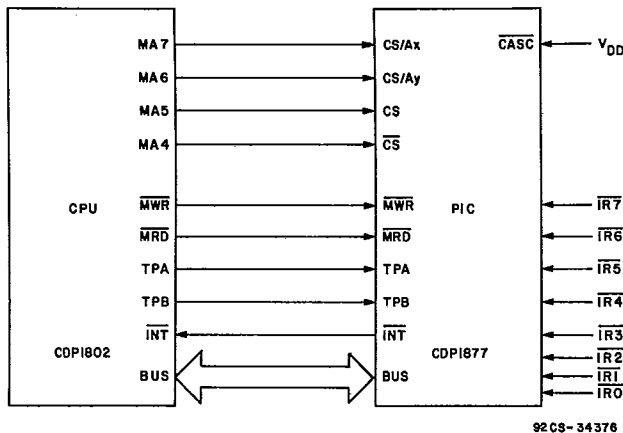 MA7 CS/Ax CASC VDD
MA6 CS/Ay
MA5 CS
MA4 CS
CPU PIC
MWR MWR IR7
MRD MRD IR6
TPA TPA IR5
TPB TPB IR4
INT INT IR3
CDP1802 CDP1877 IR2
BUS BUS IR1
IR0
92CS-34376